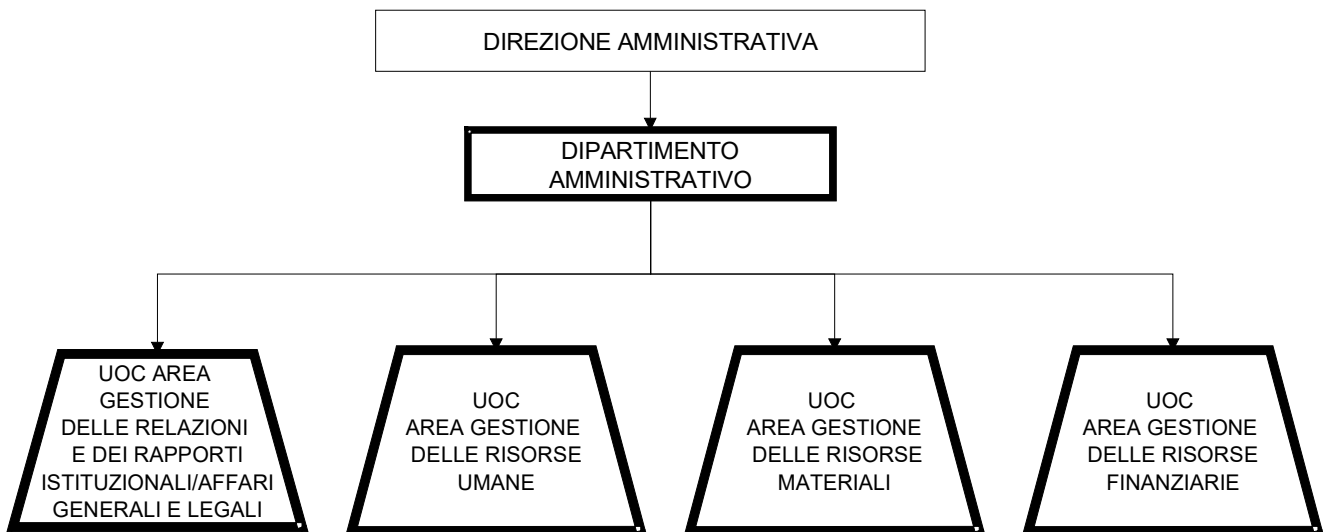 DIREZIONE AMMINISTRATIVA
DIPARTIMENTO
AMMINISTRATIVO
UOC AREA
GESTIONE
DELLE RELAZIONI
E DEI RAPPORTI
ISTITUZIONALI/AFFARI
GENERALI E LEGALI
UOC
AREA GESTIONE
DELLE RISORSE
UMANE
UOC
AREA GESTIONE
DELLE RISORSE
MATERIALI
UOC
AREA GESTIONE
DELLE RISORSE
FINANZIARIE